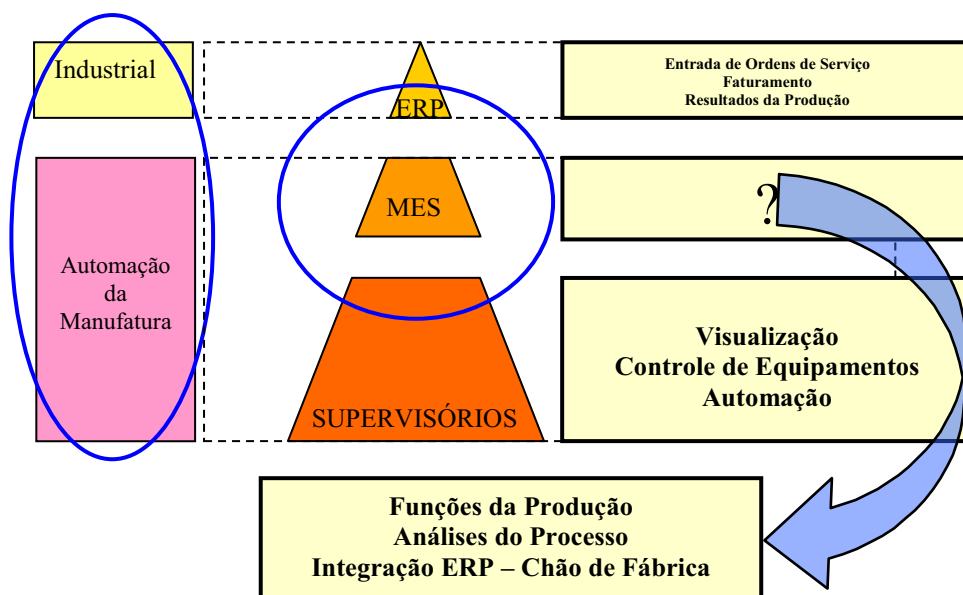 Industrial
ERP
Entrada de Ordens de Serviço
Faturamento
Resultados da Produção
MES
?
Automação
da
Manufatura
SUPERVISÓRIOS
Visualização
Controle de Equipamentos
Automação
Funções da Produção
Análises do Processo
Integração ERP – Chão de Fábrica